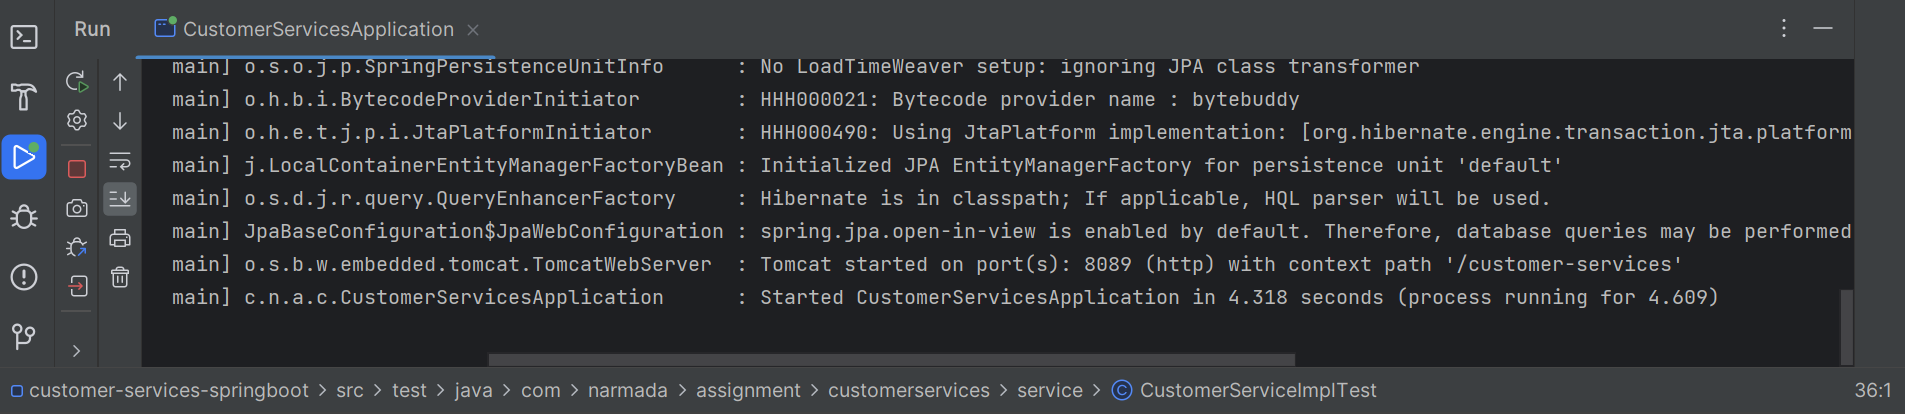 Run CustomerServicesApplication
main] o.s.o.j.p.SpringPersistenceUnitInfo : No LoadTimeWeaver setup: ignoring JPA class transformer
main] o.h.b.i.BytecodeProviderInitiator : HHH000021: Bytecode provider name : bytebuddy
main] o.h.e.t.j.p.i.JtaPlatformInitiator : HHH000490: Using JtaPlatform implementation: [org.hibernate.engine.transaction.jta.platform
main] j.LocalContainerEntityManagerFactoryBean : Initialized JPA EntityManagerFactory for persistence unit 'default'
main] o.s.d.j.r.query.QueryEnhancerFactory : Hibernate is in classpath; If applicable, HQL parser will be used.
main] JpaBaseConfiguration$JpaWebConfiguration : spring.jpa.open-in-view is enabled by default. Therefore, database queries may be performed
main] o.s.b.w.embedded.tomcat.TomcatWebServer : Tomcat started on port(s): 8089 (http) with context path '/customer-services'
main] c.n.a.c.CustomerServicesApplication : Started CustomerServicesApplication in 4.318 seconds (process running for 4.609)
customer-services-springboot > src > test > java > com > narmada > assignment > customerservices > service > CustomerServiceImplTest 36:1